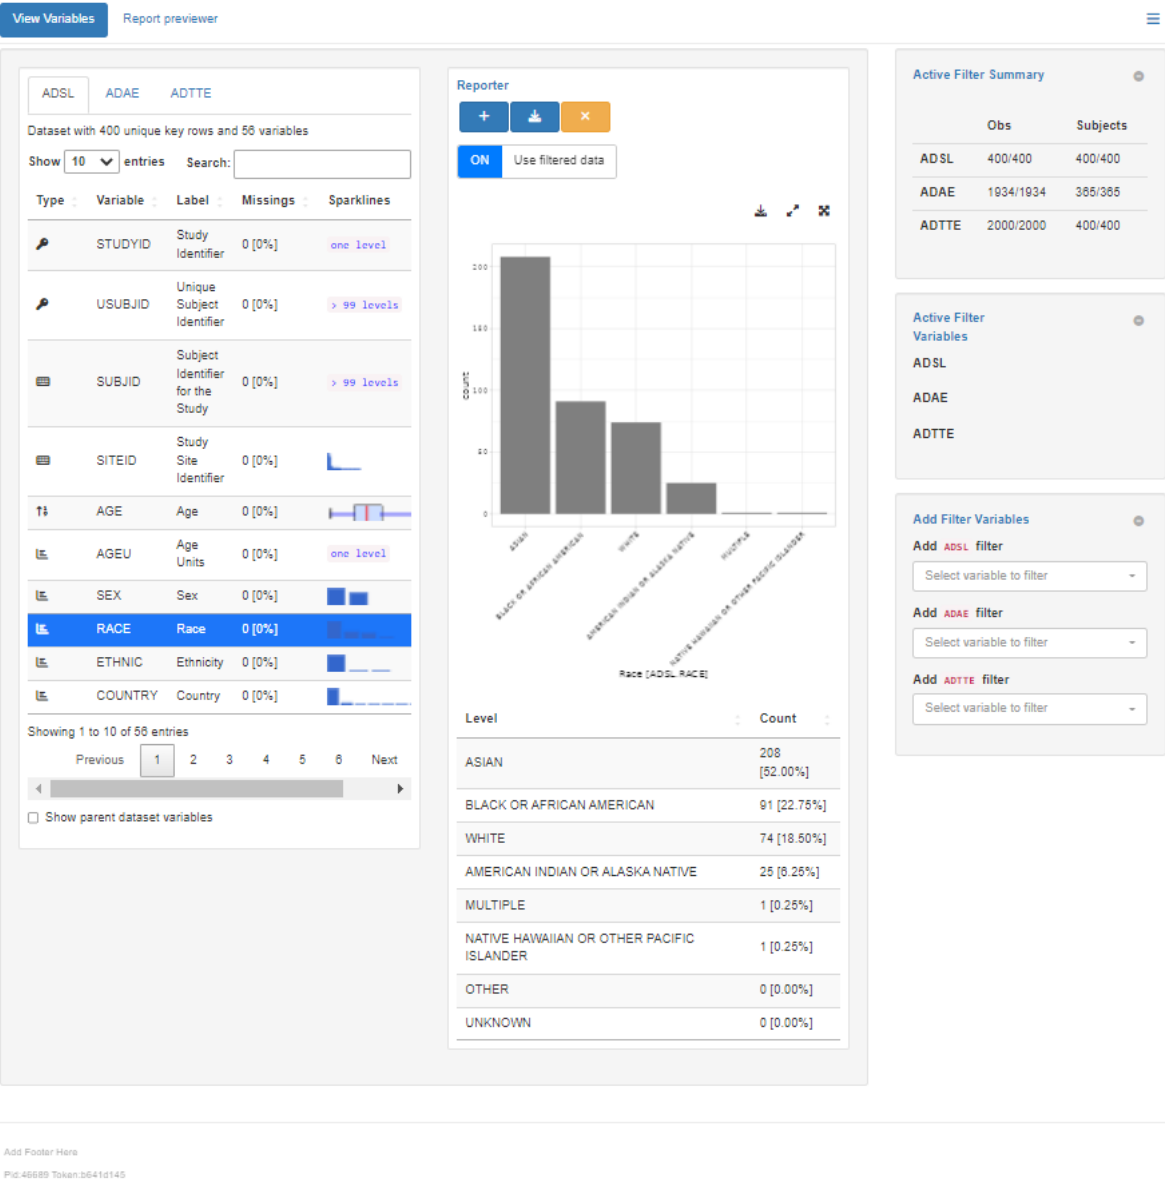 View Variables Report previewer
ADSL ADAE ADTTE
Dataset with 400 unique key rows and 56 variables
Show 10 entries Search:
Type Variable Label Missings Sparklines
STUDYID Study Identifier 0 [0%] one level
USUBJID Unique Subject Identifier 0 [0%] > 99 levels
SUBJID Subject Identifier for the Study 0 [0%] > 99 levels
SITEID Study Site Identifier 0 [0%]
AGE Age 0 [0%]
AGEU Age Units 0 [0%] one level
SEX Sex 0 [0%]
RACE Race 0 [0%]
ETHNIC Ethnicity 0 [0%]
COUNTRY Country 0 [0%]
Showing 1 to 10 of 56 entries
Previous 1 2 3 4 5 6 Next
Show parent dataset variables
Reporter
ON Use filtered data
200
150
100
50
0
count
ASIAN
BLACK OR AFRICAN AMERICAN
WHITE
AMERICAN INDIAN OR ALASKA NATIVE
MULTIPLE
NATIVE HAWAIIAN OR OTHER PACIFIC ISLANDER
Race [ADSL.RACE]
Level Count
ASIAN 208 [52.00%]
BLACK OR AFRICAN AMERICAN 91 [22.75%]
WHITE 74 [18.50%]
AMERICAN INDIAN OR ALASKA NATIVE 25 [6.25%]
MULTIPLE 1 [0.25%]
NATIVE HAWAIIAN OR OTHER PACIFIC ISLANDER 1 [0.25%]
OTHER 0 [0.00%]
UNKNOWN 0 [0.00%]
Active Filter Summary
Obs Subjects
ADSL 400/400 400/400
ADAE 1934/1934 365/365
ADTTE 2000/2000 400/400
Active Filter Variables
ADSL
ADAE
ADTTE
Add Filter Variables
Add ADSL filter
Select variable to filter
Add ADAE filter
Select variable to filter
Add ADTTE filter
Select variable to filter
Add Footer Here
Pid:46689 Token:b641d145